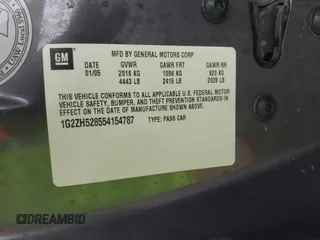 GM
MFD BY GENERAL MOTORS CORP
DATE GVWR GAWR FRT GAWR RR
01/05 2016 KG 1096 KG 920 KG
4443 LB 2415 LB 2028 LB
THIS VEHICLE CONFORMS TO ALL APPLICABLE U.S. FEDERAL MOTOR
VEHICLE SAFETY, BUMPER, AND THEFT PREVENTION STANDARDS IN
EFFECT ON THE DATE OF MANUFACTURE SHOWN ABOVE.
1G2ZH528554154787 TYPE: PASS CAR
DREAMBID